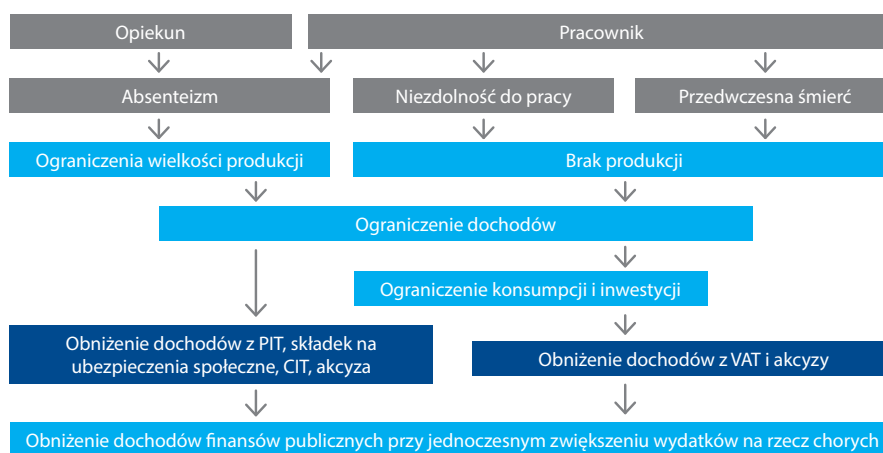 Opiekun
Pracownik
Absenteizm
Niezdolność do pracy
Przedwczesna śmierć
Ograniczenia wielkości produkcji
Brak produkcji
Ograniczenie dochodów
Ograniczenie konsumpcji i inwestycji
Obniżenie dochodów z PIT, składek na
ubezpieczenia społeczne, CIT, akcyza
Obniżenie dochodów z VAT i akcyzy
Obniżenie dochodów finansów publicznych przy jednoczesnym zwiększeniu wydatków na rzecz chorych